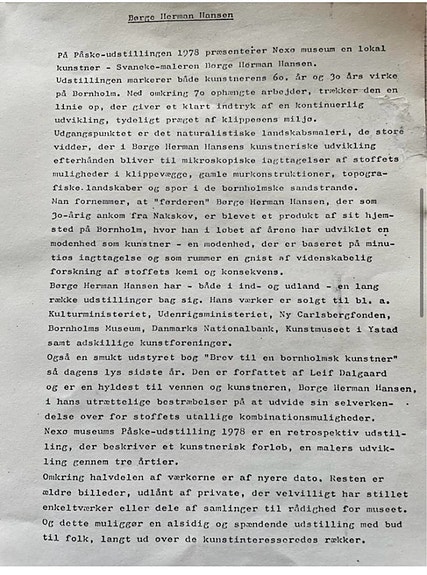 Børge Herman Hansen
På Påske-udstillingen 1978 præsenterer Nexø museum en lokal
kunstner - Svaneke-maleren Børge Herman Hansen.
Udstillingen markerer både kunstnerens 60. år og 30 års virke
på Bornholm. Med omkring 70 ophængte arbejder, trækker den en
linie op, der giver et klart indtryk af en kontinuerlig
udvikling, tydeligt præget af klippeøens miljø.
Udgangspunktet er det naturalistiske landskabsmaleri, de store
vidder, der i Børge Herman Hansens kunstneriske udvikling
efterhånden bliver til mikroskopiske iagttagelser af stoffets
muligheder i klippevægge, gamle murkonstruktioner, topogra-
fiske landskaber og spor i de bornholmske sandstrande.
Man fornemmer, at "førderen" Børge Herman Hansen, der som
30-årig ankom fra Nakskov, er blevet et produkt af sit hjem-
sted på Bornholm, hvor han i løbet af årene har udviklet en
modenhed som kunstner - en modenhed, der er baseret på minu-
tiøs iagttagelse og som rummer en gnist af videnskabelig
forskning af stoffets kemi og konsekvens.
Børge Herman Hansen har - både i ind- og udland - en lang
række udstillinger bag sig. Hans værker er solgt til bl. a.
Kulturministeriet, Udenrigsministeriet, Ny Carlsbergfonden,
Bornholms Museum, Danmarks Nationalbank, Kunstmuseet i Ystad
samt adskillige kunstforeninger.
Også en smukt udstyret bog "Brev til en bornholmsk kunstner"
så dagens lys sidste år. Den er forfattet af Leif Dalgaard
og er en hyldest til vennen og kunstneren, Børge Herman Hansen,
i hans utrættelige bestræbelser på at udvide sin selverken-
delse over for stoffets utallige kombinationsmuligheder.
Nexø museums Påske-udstilling 1978 er en retrospektiv udstil-
ling, der beskriver et kunstnerisk forløb, en malers udvik-
ling gennem tre årtier.
Omkring halvdelen af værkerne er af nyere dato. Resten er
ældre billeder, udlånt af private, der velvilligt har stillet
enkeltværker eller dele af samlinger til rådighed for museet.
Og dette muliggør en alsidig og spændende udstilling med bud
til folk, langt ud over de kunstinteresseredes rækker.